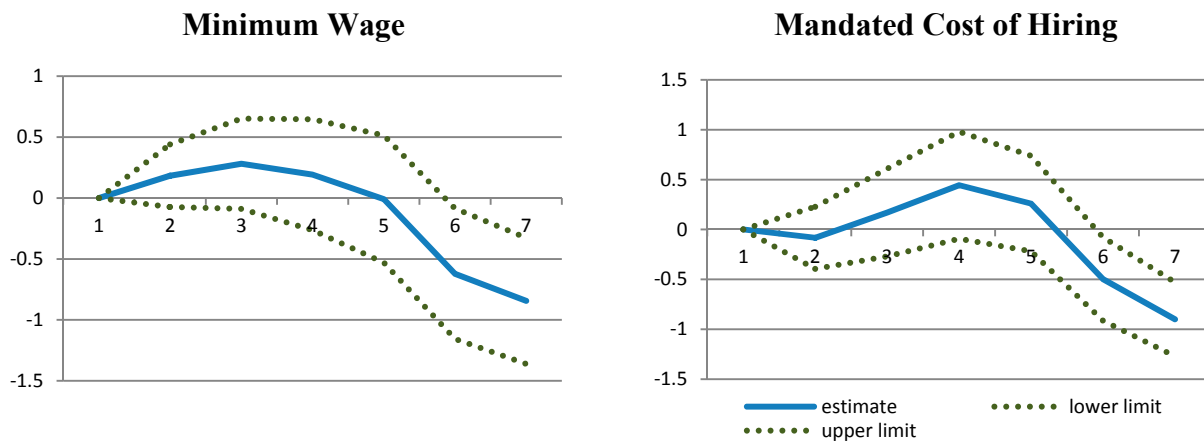 Minimum Wage
1
0.5
0
-0.5
-1
-1.5
1 2 3 4 5 6 7
Mandated Cost of Hiring
1.5
1
0.5
0
-0.5
-1
-1.5
1 2 3 4 5 6 7
estimate lower limit
upper limit